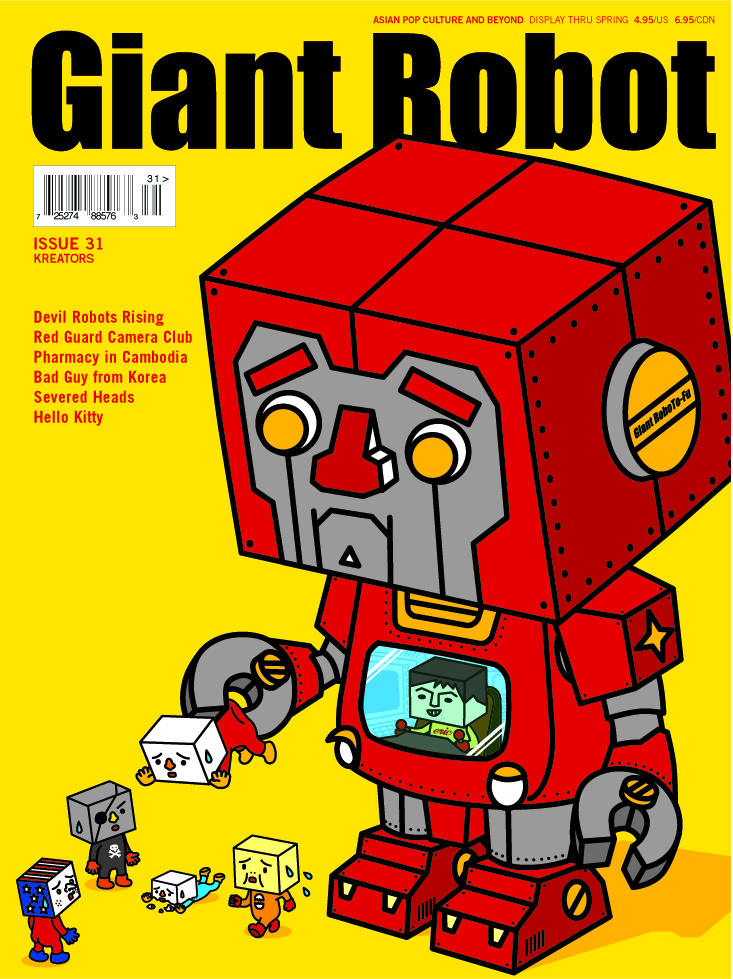 ASIAN POP CULTURE AND BEYOND DISPLAY THRU SPRING 4.95/US 6.95/CDN
Giant Robot
31>
7 25274 88576 3
ISSUE 31
KREATORS
Devil Robots Rising
Red Guard Camera Club
Pharmacy in Cambodia
Bad Guy from Korea
Severed Heads
Hello Kitty
Giant RoboTo-Fu
eric